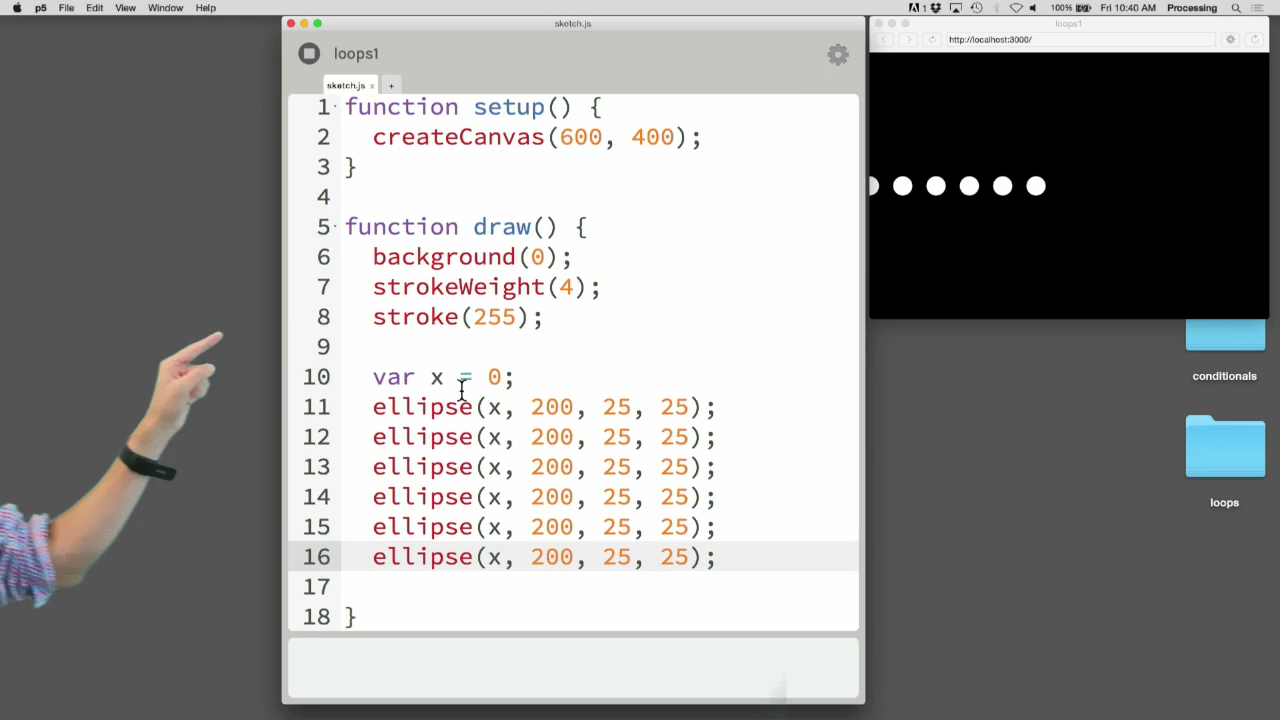 p5 File Edit View Window Help
1 100% Fri 10:40 AM Processing
sketch.js
loops1
sketch.js × +
1 function setup() {
2 createCanvas(600, 400);
3 }
4
5 function draw() {
6 background(0);
7 strokeWeight(4);
8 stroke(255);
9
10 var x = 0;
11 ellipse(x, 200, 25, 25);
12 ellipse(x, 200, 25, 25);
13 ellipse(x, 200, 25, 25);
14 ellipse(x, 200, 25, 25);
15 ellipse(x, 200, 25, 25);
16 ellipse(x, 200, 25, 25);
17
18 }
loops1
http://localhost:3000/
conditionals
loops